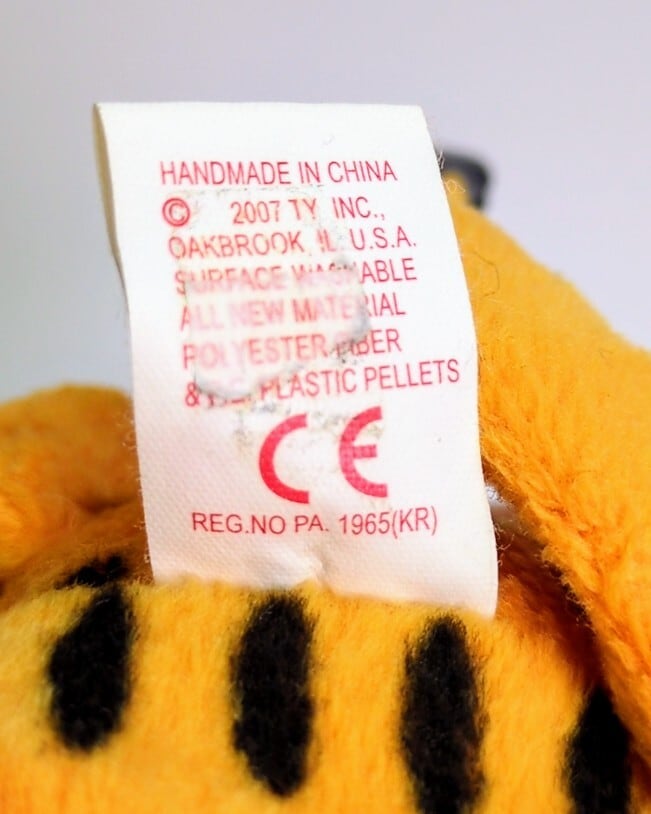 HANDMADE IN CHINA
© 2007 TY INC.,
OAKBROOK, IL. U.S.A.
SURFACE WASHABLE
ALL NEW MATERIAL
POLYESTER FIBER
& P.E. PLASTIC PELLETS
CE
REG.NO PA. 1965(KR)